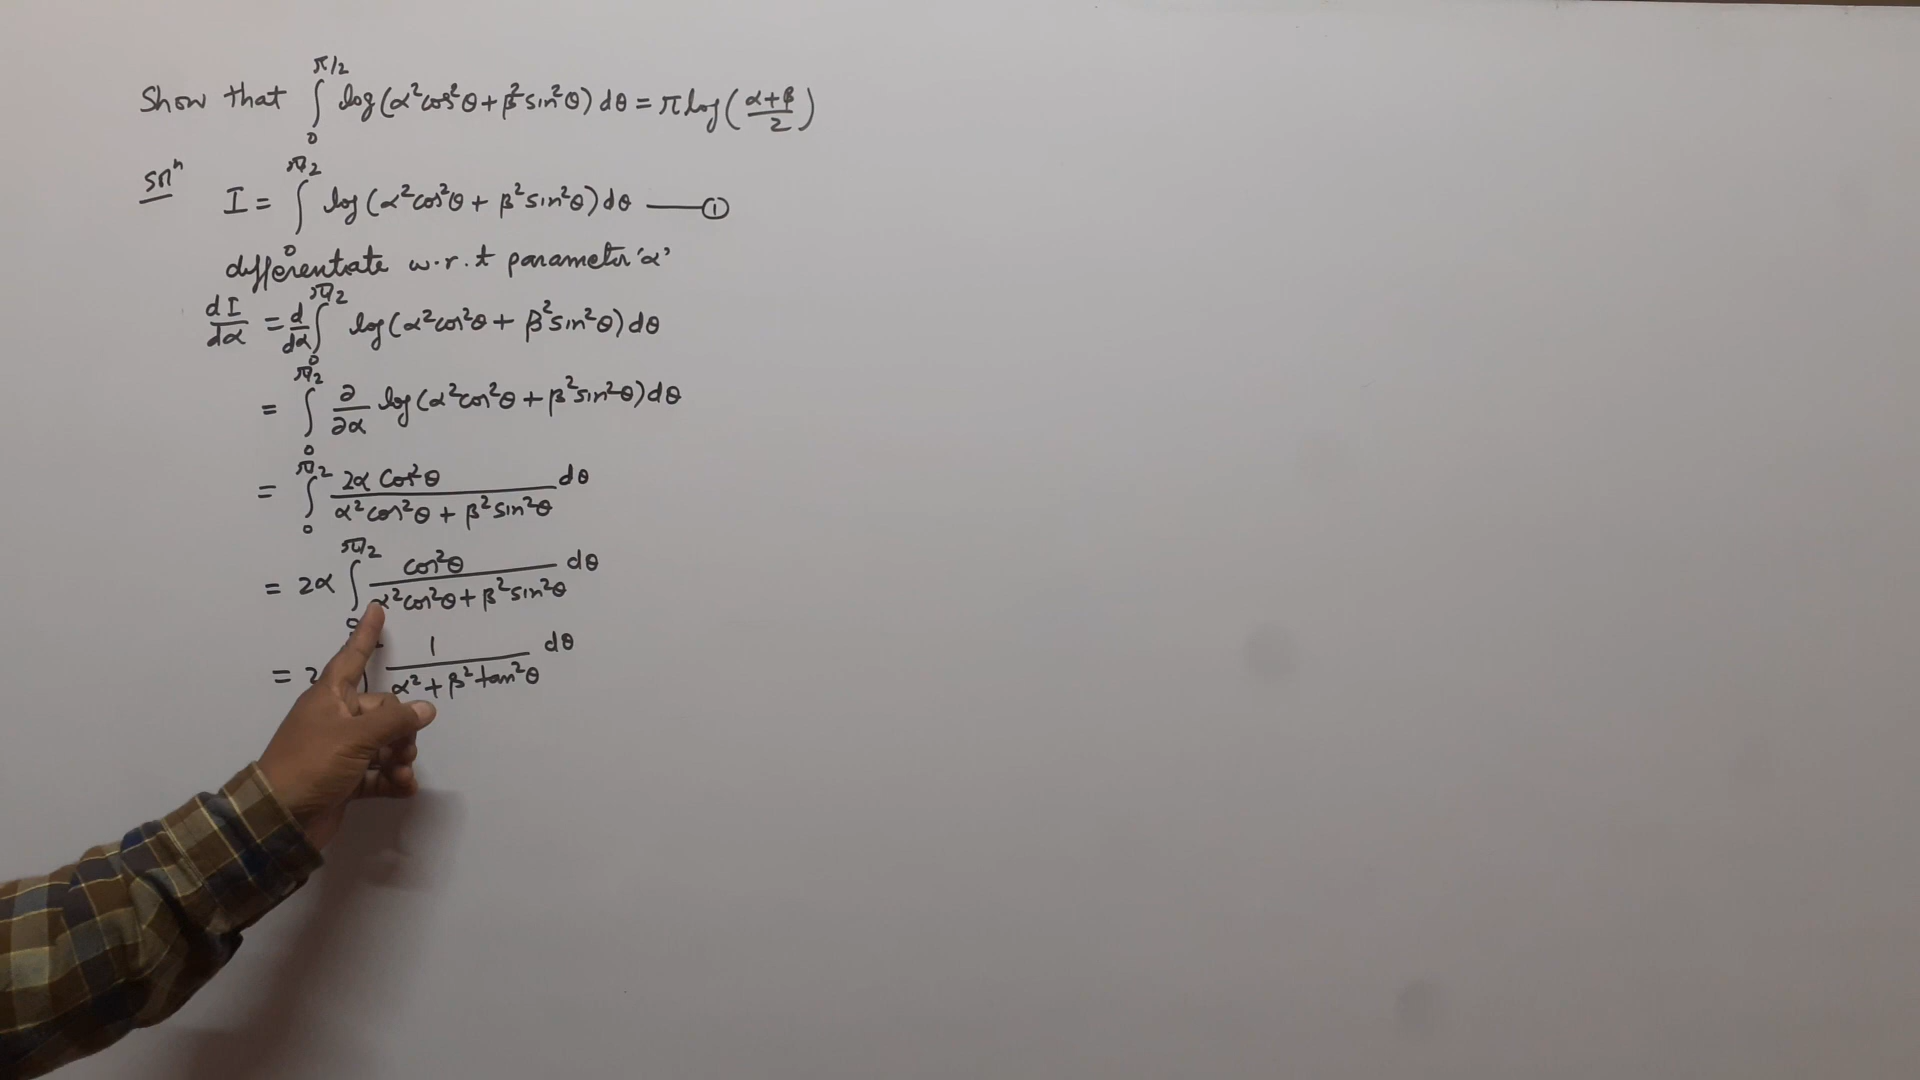 Show that ∫₀^(π/2) log(α²cos²θ + β²sin²θ) dθ = π log((α+β)/2)
Solⁿ I = ∫₀^(π/2) log(α²cos²θ + β²sin²θ) dθ —— ①
differentiate w.r.t parameter 'α'
dI/dα = d/dα ∫₀^(π/2) log(α²cos²θ + β²sin²θ) dθ
= ∫₀^(π/2) ∂/∂α log(α²cos²θ + β²sin²θ) dθ
= ∫₀^(π/2) 2α cos²θ / (α²cos²θ + β²sin²θ) dθ
= 2α ∫₀^(π/2) cos²θ / (α²cos²θ + β²sin²θ) dθ
= 2 ∫ 1 / (α² + β²tan²θ) dθ